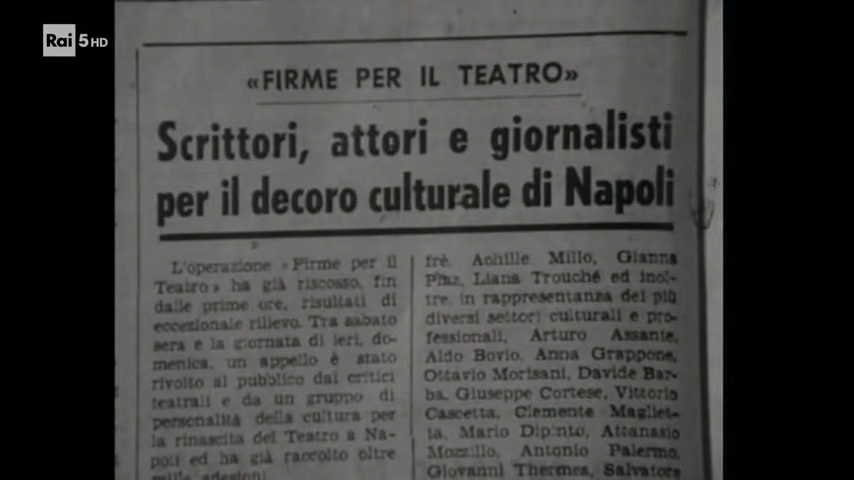 Rai 5 HD
«FIRME PER IL TEATRO»
Scrittori, attori e giornalisti
per il decoro culturale di Napoli
L'operazione «Firme per il
Teatro» ha già riscosso, fin
dalle prime ore, risultati di
eccezionale rilievo. Tra sabato
sera e la giornata di ieri, do-
menica, un appello è stato
rivolto al pubblico dai critici
teatrali e da un gruppo di
personalità della cultura per
la rinascita del Teatro a Na-
poli ed ha già raccolto oltre
mille adesioni.
fré, Achille Millo, Gianna
Piaz, Liana Trouché ed inol-
tre, in rappresentanza dei più
diversi settori culturali e pro-
fessionali, Arturo Assante,
Aldo Bovio, Anna Grappone,
Ottavio Morisani, Davide Bar-
ba, Giuseppe Cortese, Vittorio
Cascetta, Clemente Magliet-
ta, Mario Dipinto, Attanasio
Mozzillo, Antonio Palermo,
Giovanni Thermes, Salvatore